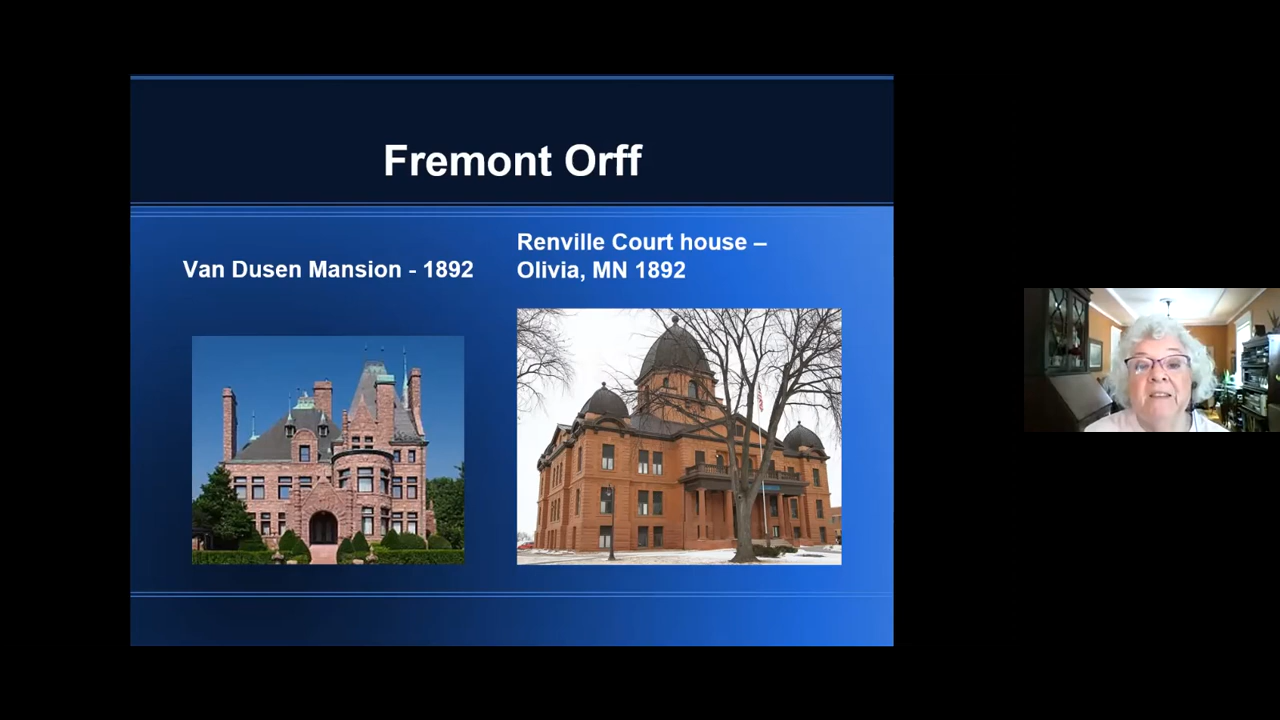 Fremont Orff
Van Dusen Mansion - 1892
Renville Court house –
Olivia, MN 1892